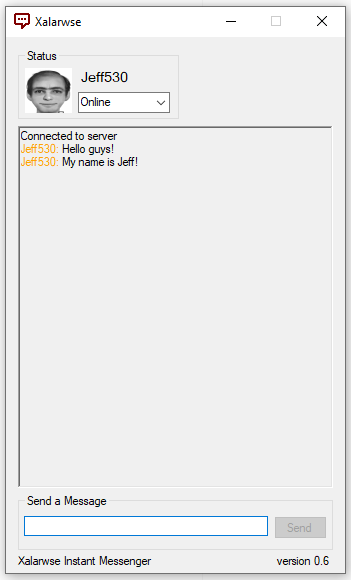 Xalarwse
Status
Jeff530
Online
Connected to server
Jeff530: Hello guys!
Jeff530: My name is Jeff!
Send a Message
Send
Xalarwse Instant Messenger version 0.6